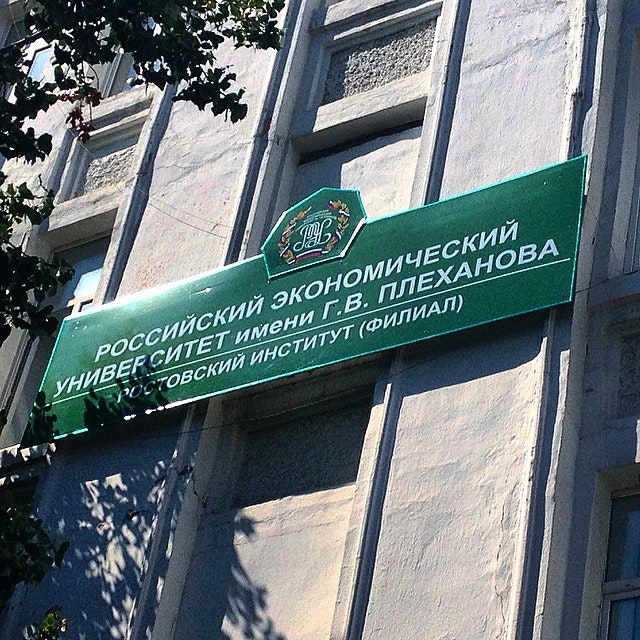 РОССИЙСКИЙ ЭКОНОМИЧЕСКИЙ
УНИВЕРСИТЕТ имени Г.В. ПЛЕХАНОВА
РОСТОВСКИЙ ИНСТИТУТ (ФИЛИАЛ)